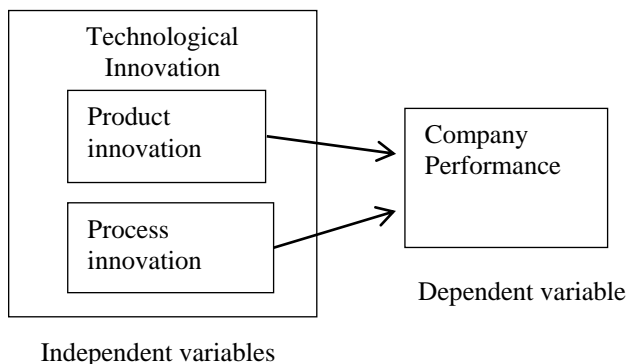 Technological
Innovation
Product
innovation
Process
innovation
Company
Performance
Dependent variable
Independent variables